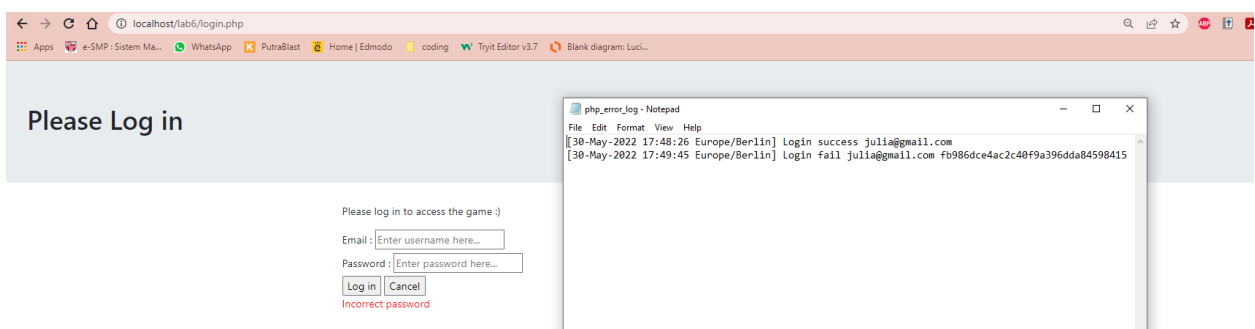 localhost/lab6/login.php
ABP
Apps e-SMP : Sistem Ma... WhatsApp PutraBlast Home | Edmodo coding Tryit Editor v3.7 Blank diagram: Luci...
Please Log in
php_error_log - Notepad
File Edit Format View Help
[30-May-2022 17:48:26 Europe/Berlin] Login success julia@gmail.com
[30-May-2022 17:49:45 Europe/Berlin] Login fail julia@gmail.com fb986dce4ac2c40f9a396dda84598415
Please log in to access the game :)
Email : Enter username here...
Password : Enter password here...
Log in Cancel
Incorrect password